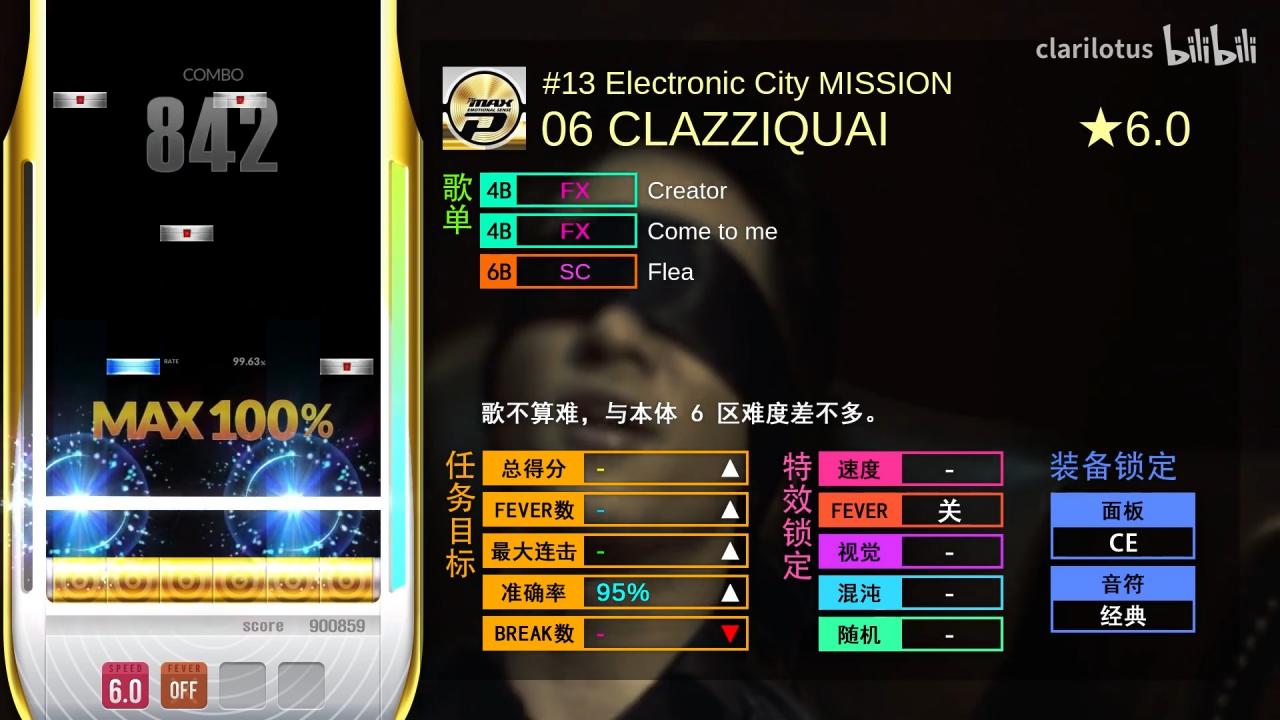 COMBO
842
RATE 99.63%
MAX 100%
score 900859
SPEED
6.0
FEVER
OFF
clarilotus bilibili
MAX
EMOTIONAL SENSE
#13 Electronic City MISSION
06 CLAZZIQUAI
★6.0
歌单
4B FX Creator
4B FX Come to me
6B SC Flea
歌不算难，与本体 6 区难度差不多。
任务目标
总得分 - ▲
FEVER数 - ▲
最大连击 - ▲
准确率 95% ▲
BREAK数 - ▼
特效锁定
速度 -
FEVER 关
视觉 -
混沌 -
随机 -
装备锁定
面板
CE
音符
经典